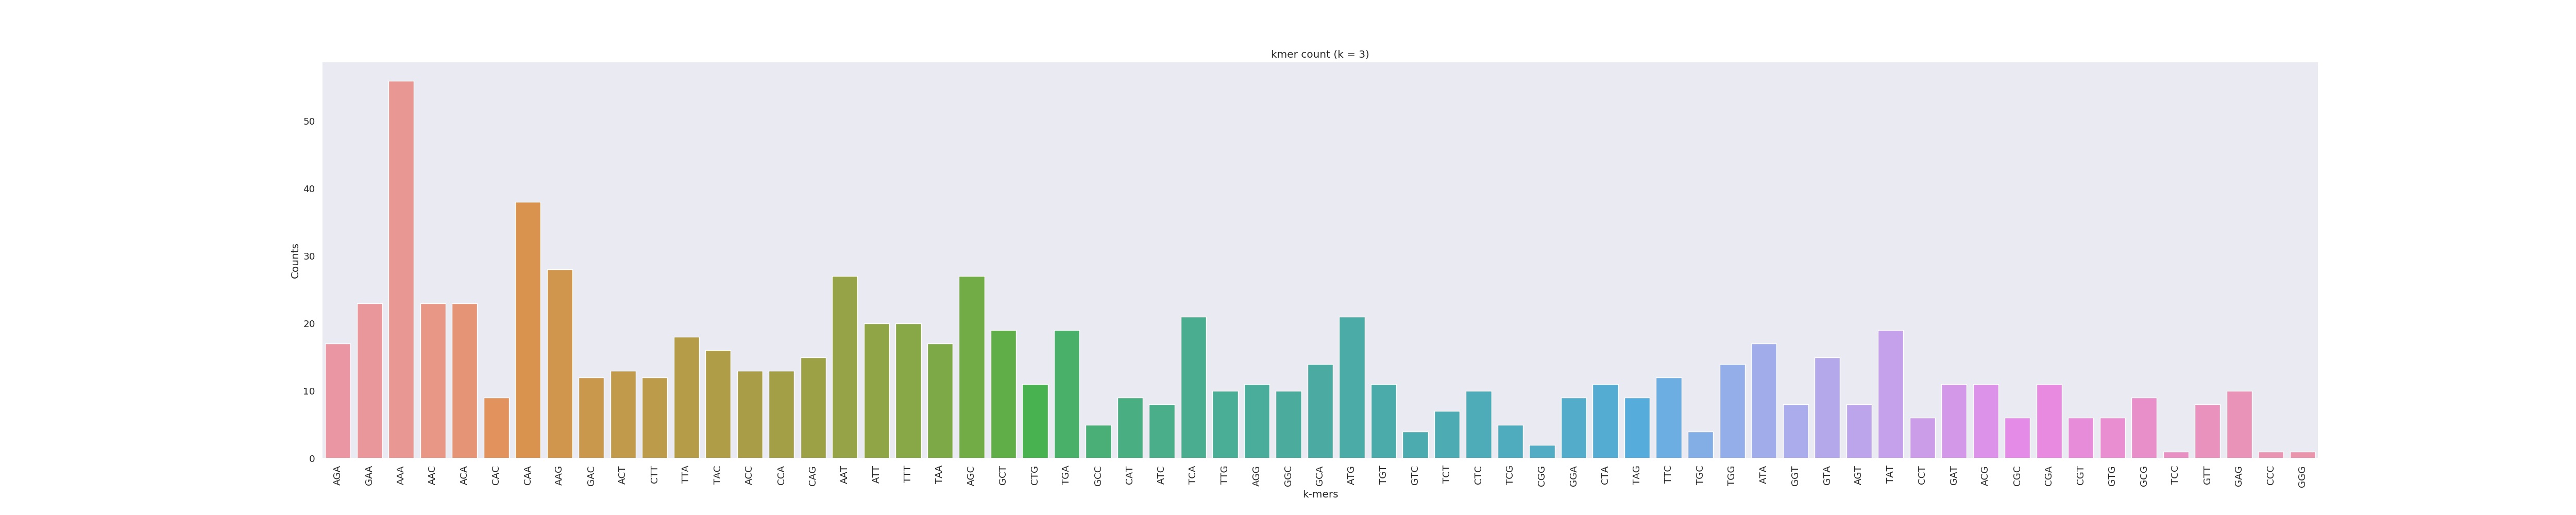 kmer count (k = 3)
50
40
30
20
10
0
Counts
AGA GAA AAA AAC ACA CAC CAA AAG GAC ACT CTT TTA TAC ACC CCA CAG AAT ATT TTT TAA AGC GCT CTG TGA GCC CAT ATC TCA TTG AGG GGC GCA ATG TGT GTC TCT CTC TCG CGG GGA CTA TAG TTC TGC TGG ATA GGT GTA AGT TAT CCT GAT ACG CGC CGA CGT GTG GCG TCC GTT GAG CCC GGG
k-mers